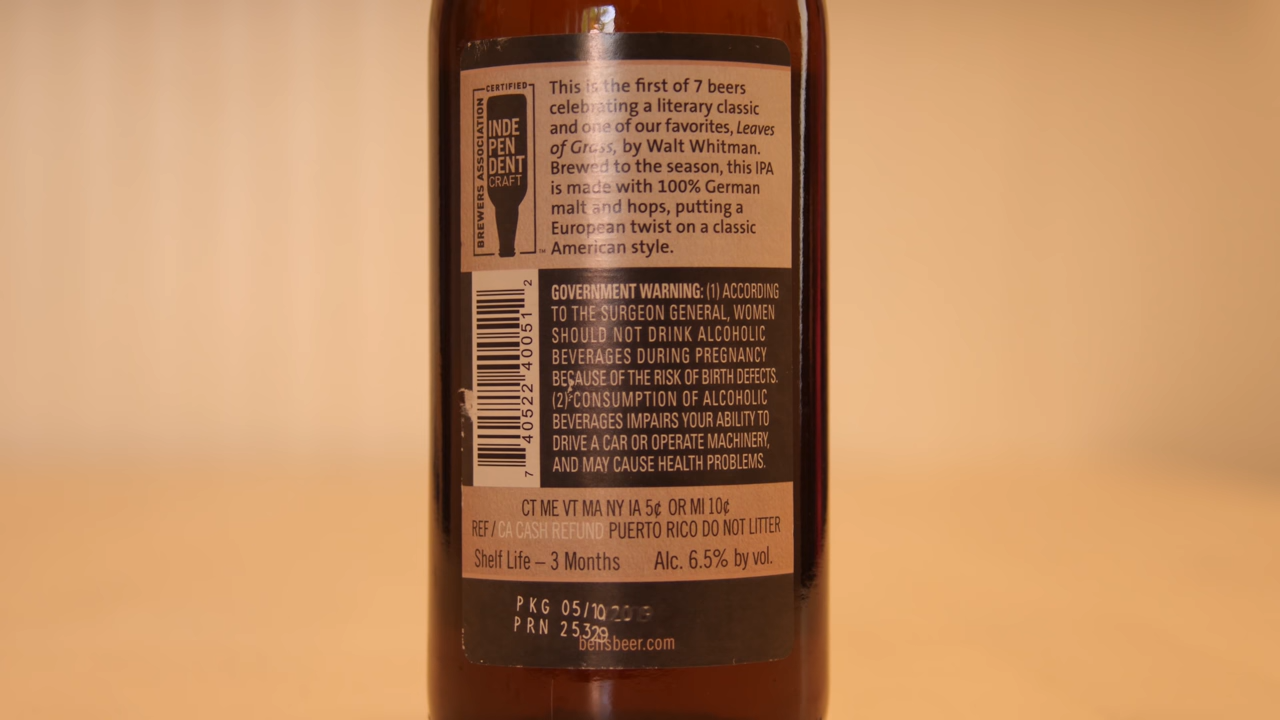 CERTIFIED
BREWERS ASSOCIATION
INDE
PEN
DENT
CRAFT
TM
This is the first of 7 beers
celebrating a literary classic
and one of our favorites, Leaves
of Grass, by Walt Whitman.
Brewed to the season, this IPA
is made with 100% German
malt and hops, putting a
European twist on a classic
American style.
7 40522 40051 2
GOVERNMENT WARNING: (1) ACCORDING
TO THE SURGEON GENERAL, WOMEN
SHOULD NOT DRINK ALCOHOLIC
BEVERAGES DURING PREGNANCY
BECAUSE OF THE RISK OF BIRTH DEFECTS.
(2) CONSUMPTION OF ALCOHOLIC
BEVERAGES IMPAIRS YOUR ABILITY TO
DRIVE A CAR OR OPERATE MACHINERY,
AND MAY CAUSE HEALTH PROBLEMS.
CT ME VT MA NY IA 5¢ OR MI 10¢
REF / CA CASH REFUND PUERTO RICO DO NOT LITTER
Shelf Life – 3 Months Alc. 6.5% by vol.
PKG 05/10
PRN 25329
bellsbeer.com